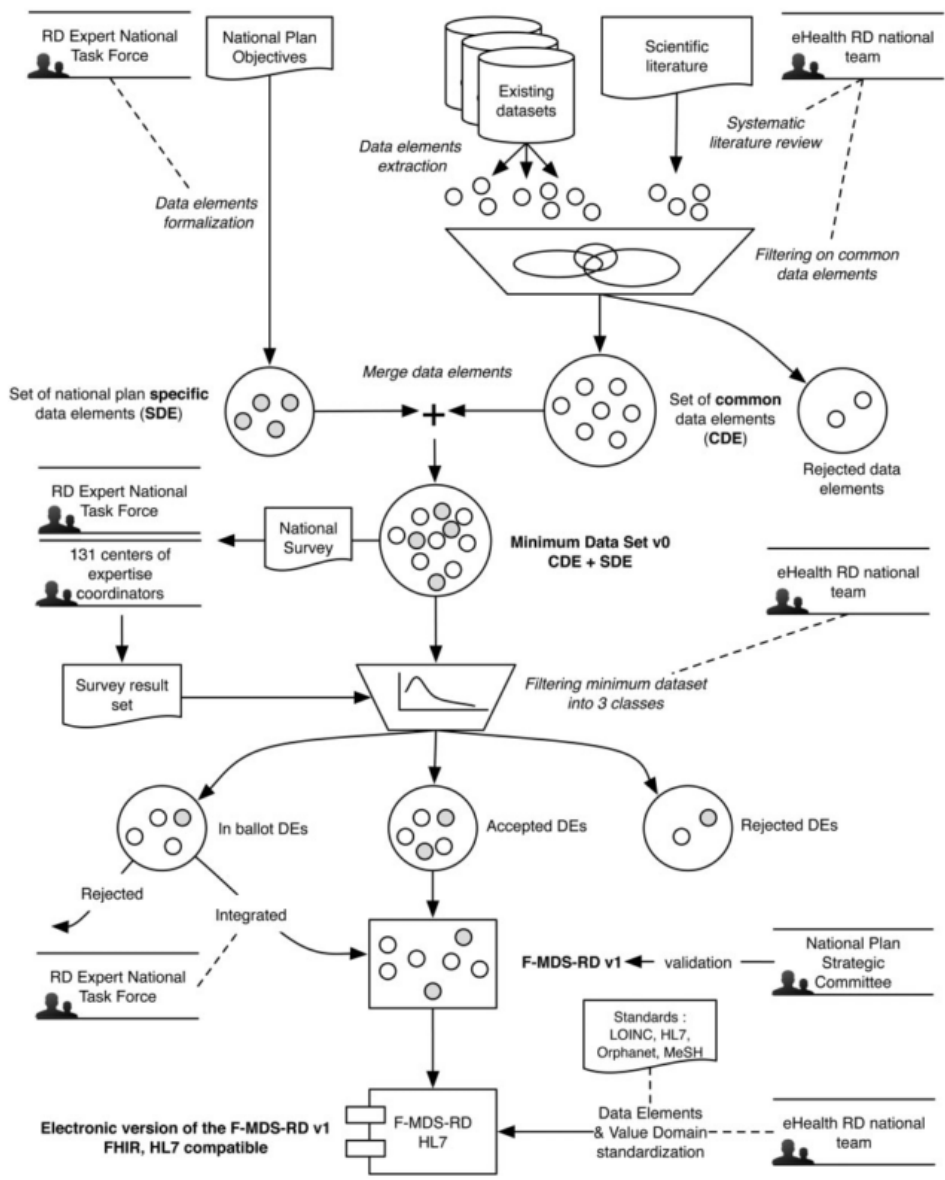 RD Expert National
Task Force
National Plan
Objectives
Existing
datasets
Scientific
literature
eHealth RD national
team
Data elements
extraction
Systematic
literature review
Data elements
formalization
Filtering on common
data elements
Merge data elements
Set of national plan specific
data elements (SDE)
+
Set of common
data elements
(CDE)
Rejected data
elements
RD Expert National
Task Force
National
Survey
Minimum Data Set v0
CDE + SDE
131 centers of
expertise
coordinators
eHealth RD national
team
Survey result
set
Filtering minimum dataset
into 3 classes
In ballot DEs
Accepted DEs
Rejected DEs
Rejected
Integrated
RD Expert National
Task Force
F-MDS-RD v1
validation
National Plan
Strategic
Committee
Standards :
LOINC, HL7,
Orphanet, MeSH
Electronic version of the F-MDS-RD v1
FHIR, HL7 compatible
F-MDS-RD
HL7
Data Elements
& Value Domain
standardization
eHealth RD national
team